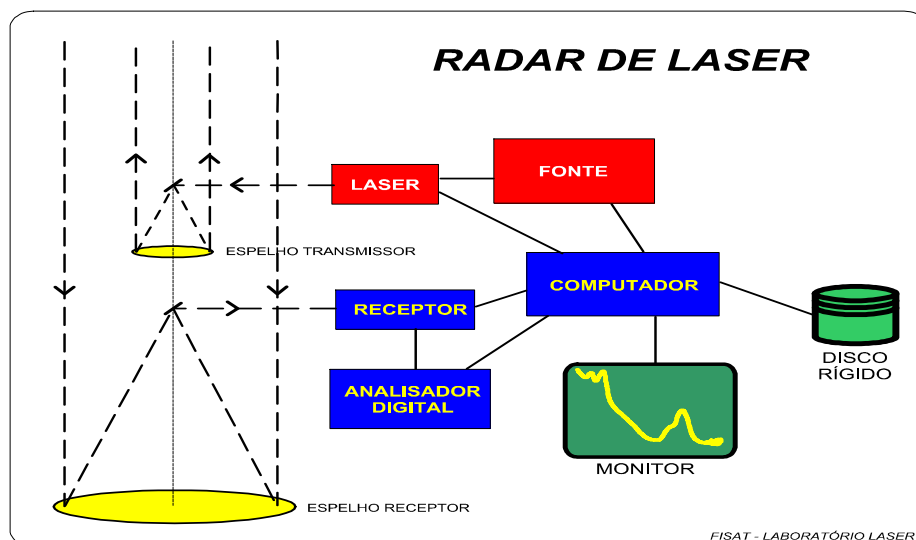 RADAR DE LASER
FONTE
LASER
ESPELHO TRANSMISSOR
COMPUTADOR
RECEPTOR
ANALISADOR
DIGITAL
DISCO
RÍGIDO
MONITOR
ESPELHO RECEPTOR
FISAT - LABORATÓRIO LASER